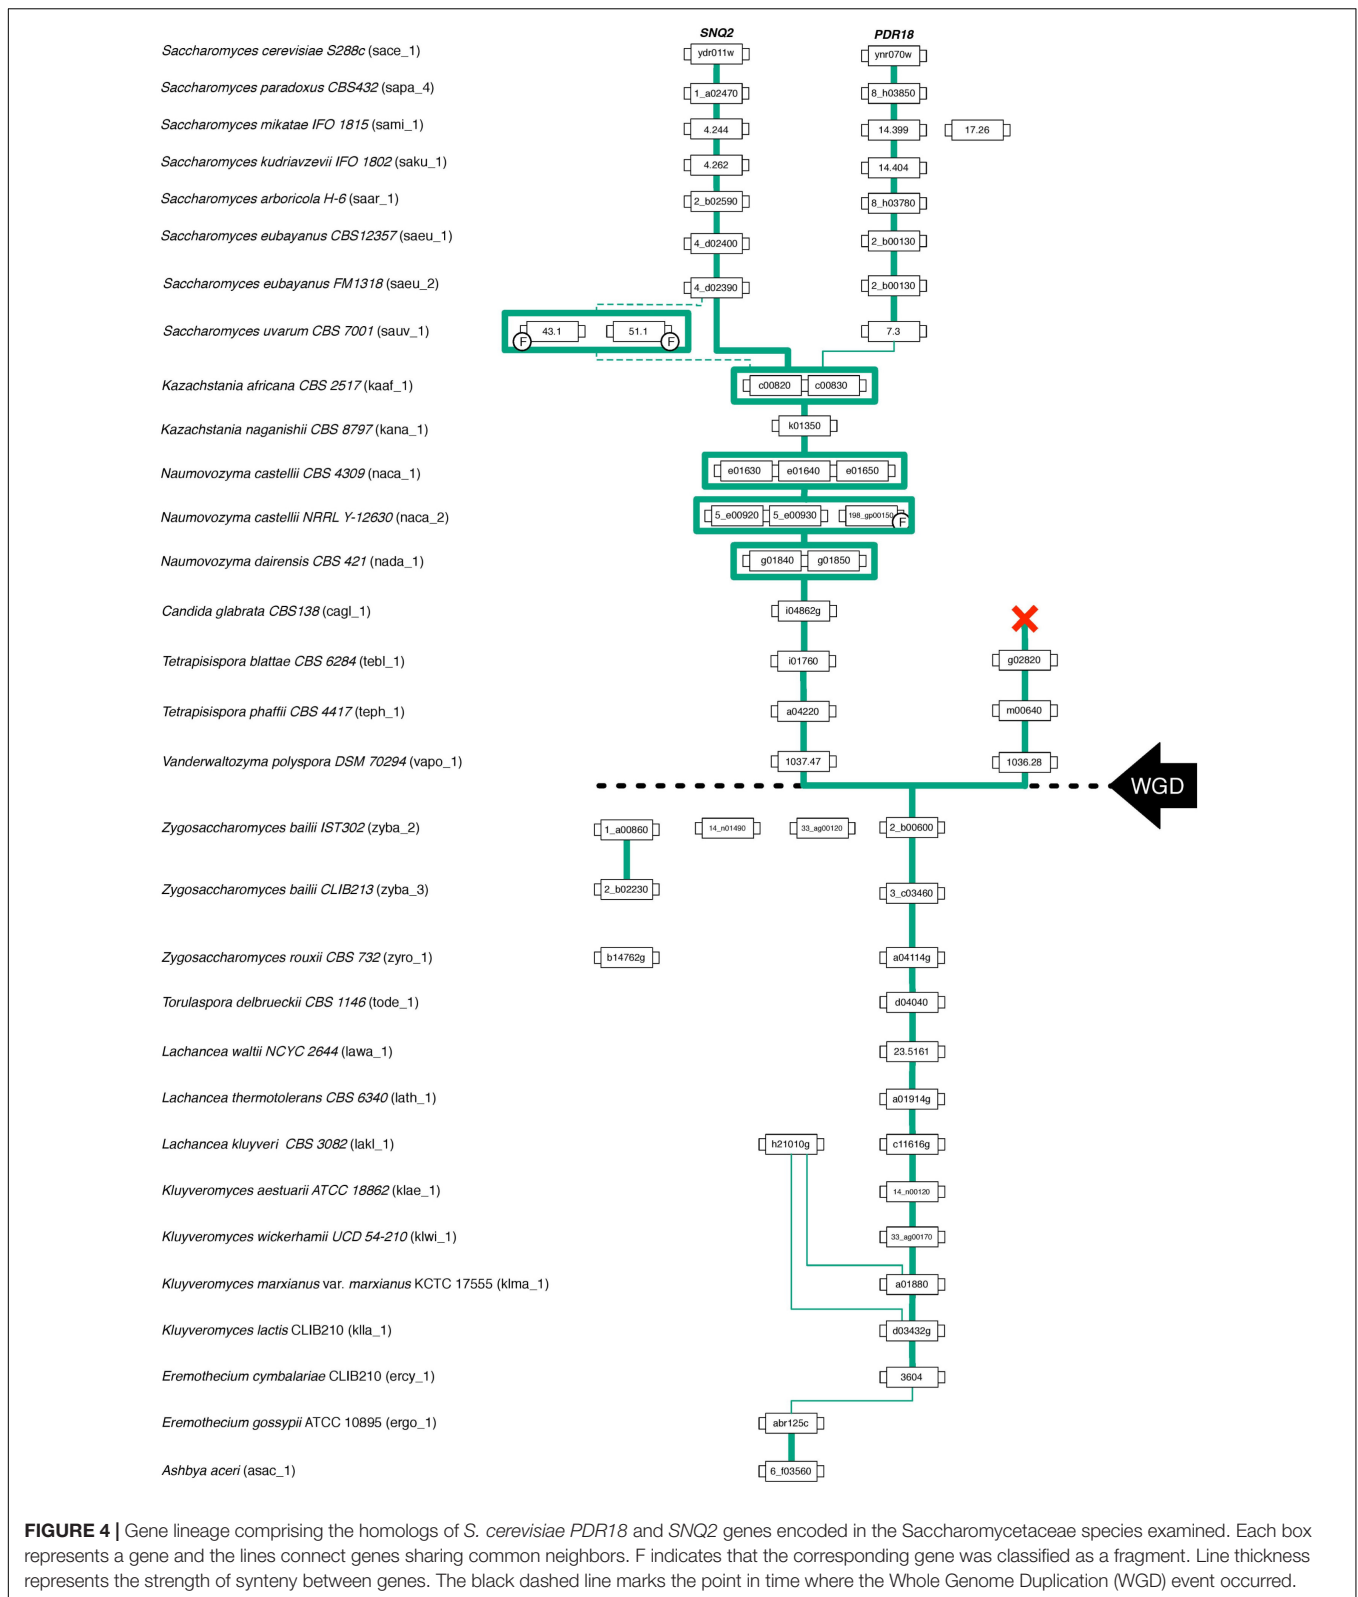 SNQ2 PDR18
Saccharomyces cerevisiae S288c (sace_1) ydr011w ynr070w
Saccharomyces paradoxus CBS432 (sapa_4) 1_a02470 8_h03850
Saccharomyces mikatae IFO 1815 (sami_1) 4.244 14.399 17.26
Saccharomyces kudriavzevii IFO 1802 (saku_1) 4.262 14.404
Saccharomyces arboricola H-6 (saar_1) 2_b02590 8_h03780
Saccharomyces eubayanus CBS12357 (saeu_1) 4_d02400 2_b00130
Saccharomyces eubayanus FM1318 (saeu_2) 4_d02390 2_b00130
Saccharomyces uvarum CBS 7001 (sauv_1) 43.1 51.1 7.3
F F
Kazachstania africana CBS 2517 (kaaf_1) c00820 c00830
Kazachstania naganishii CBS 8797 (kana_1) k01350
Naumovozyma castellii CBS 4309 (naca_1) e01630 e01640 e01650
Naumovozyma castellii NRRL Y-12630 (naca_2) 5_e00920 5_e00930 198_gp00150 F
Naumovozyma dairensis CBS 421 (nada_1) g01840 g01850
Candida glabrata CBS138 (cagl_1) i04862g
Tetrapisispora blattae CBS 6284 (tebl_1) i01760 g02820
Tetrapisispora phaffii CBS 4417 (teph_1) a04220 m00640
Vanderwaltozyma polyspora DSM 70294 (vapo_1) 1037.47 1036.28
WGD
Zygosaccharomyces bailii IST302 (zyba_2) 1_a00860 14_n01490 33_ag00120 2_b00600
Zygosaccharomyces bailii CLIB213 (zyba_3) 2_b02230 3_c03460
Zygosaccharomyces rouxii CBS 732 (zyro_1) b14762g a04114g
Torulaspora delbrueckii CBS 1146 (tode_1) d04040
Lachancea waltii NCYC 2644 (lawa_1) 23.5161
Lachancea thermotolerans CBS 6340 (lath_1) a01914g
Lachancea kluyveri CBS 3082 (lakl_1) h21010g c11616g
Kluyveromyces aestuarii ATCC 18862 (klae_1) 14_n00120
Kluyveromyces wickerhamii UCD 54-210 (klwi_1) 33_ag00170
Kluyveromyces marxianus var. marxianus KCTC 17555 (klma_1) a01880
Kluyveromyces lactis CLIB210 (klla_1) d03432g
Eremothecium cymbalariae CLIB210 (ercy_1) 3604
Eremothecium gossypii ATCC 10895 (ergo_1) abr125c
Ashbya aceri (asac_1) 6_f03560
FIGURE 4 | Gene lineage comprising the homologs of S. cerevisiae PDR18 and SNQ2 genes encoded in the Saccharomycetaceae species examined. Each box
represents a gene and the lines connect genes sharing common neighbors. F indicates that the corresponding gene was classified as a fragment. Line thickness
represents the strength of synteny between genes. The black dashed line marks the point in time where the Whole Genome Duplication (WGD) event occurred.